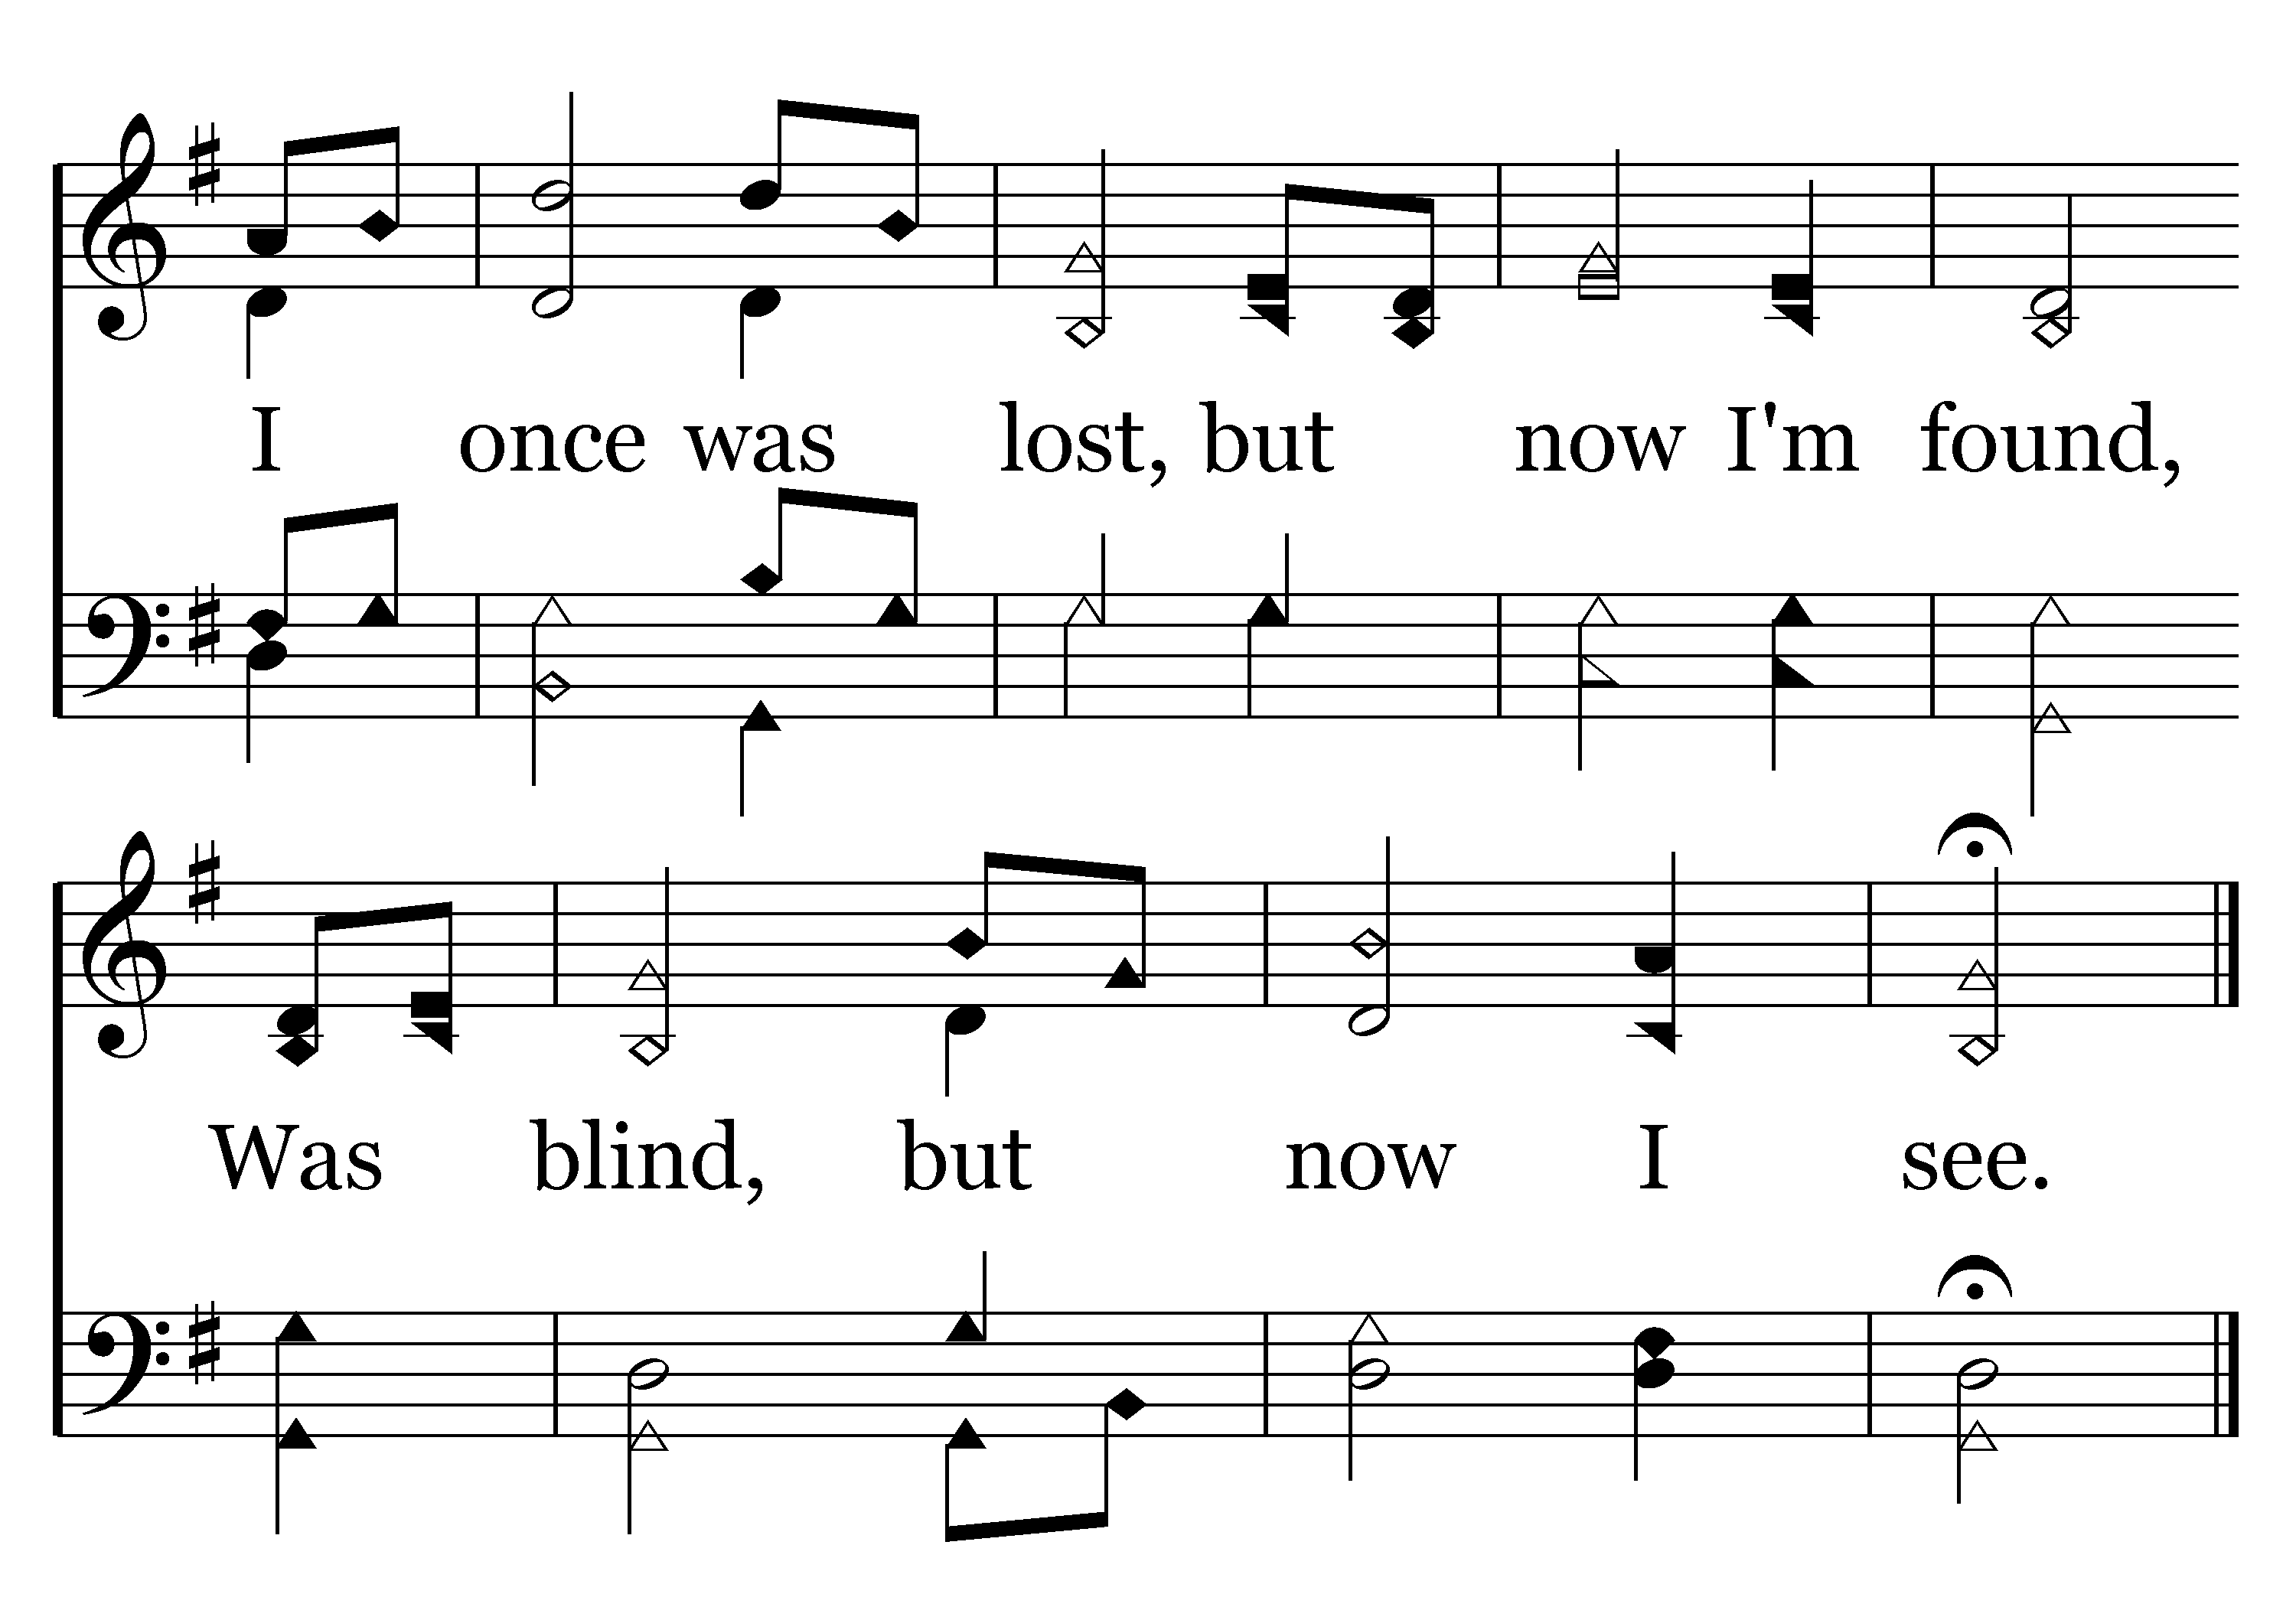 I once was lost, but now I'm found,
Was blind, but now I see.